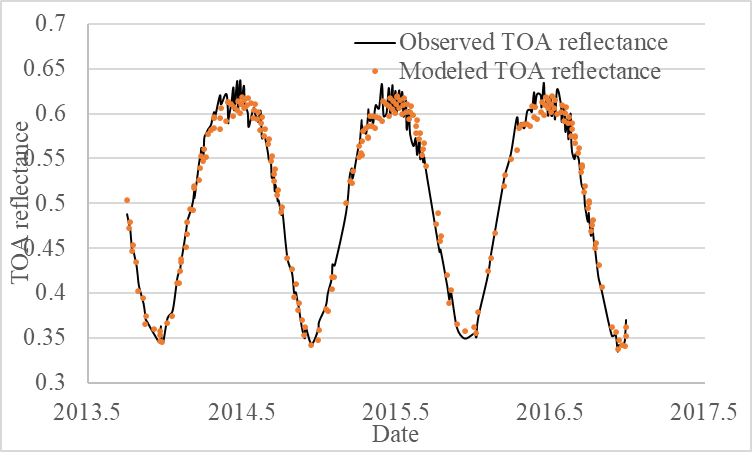 0.7
Observed TOA reflectance
0.65
Modeled TOA reflectance
0.6
0.55
0.5
0.45
0.4
0.35
0.3
TOA reflectance
2013.5 2014.5 2015.5 2016.5 2017.5
Date